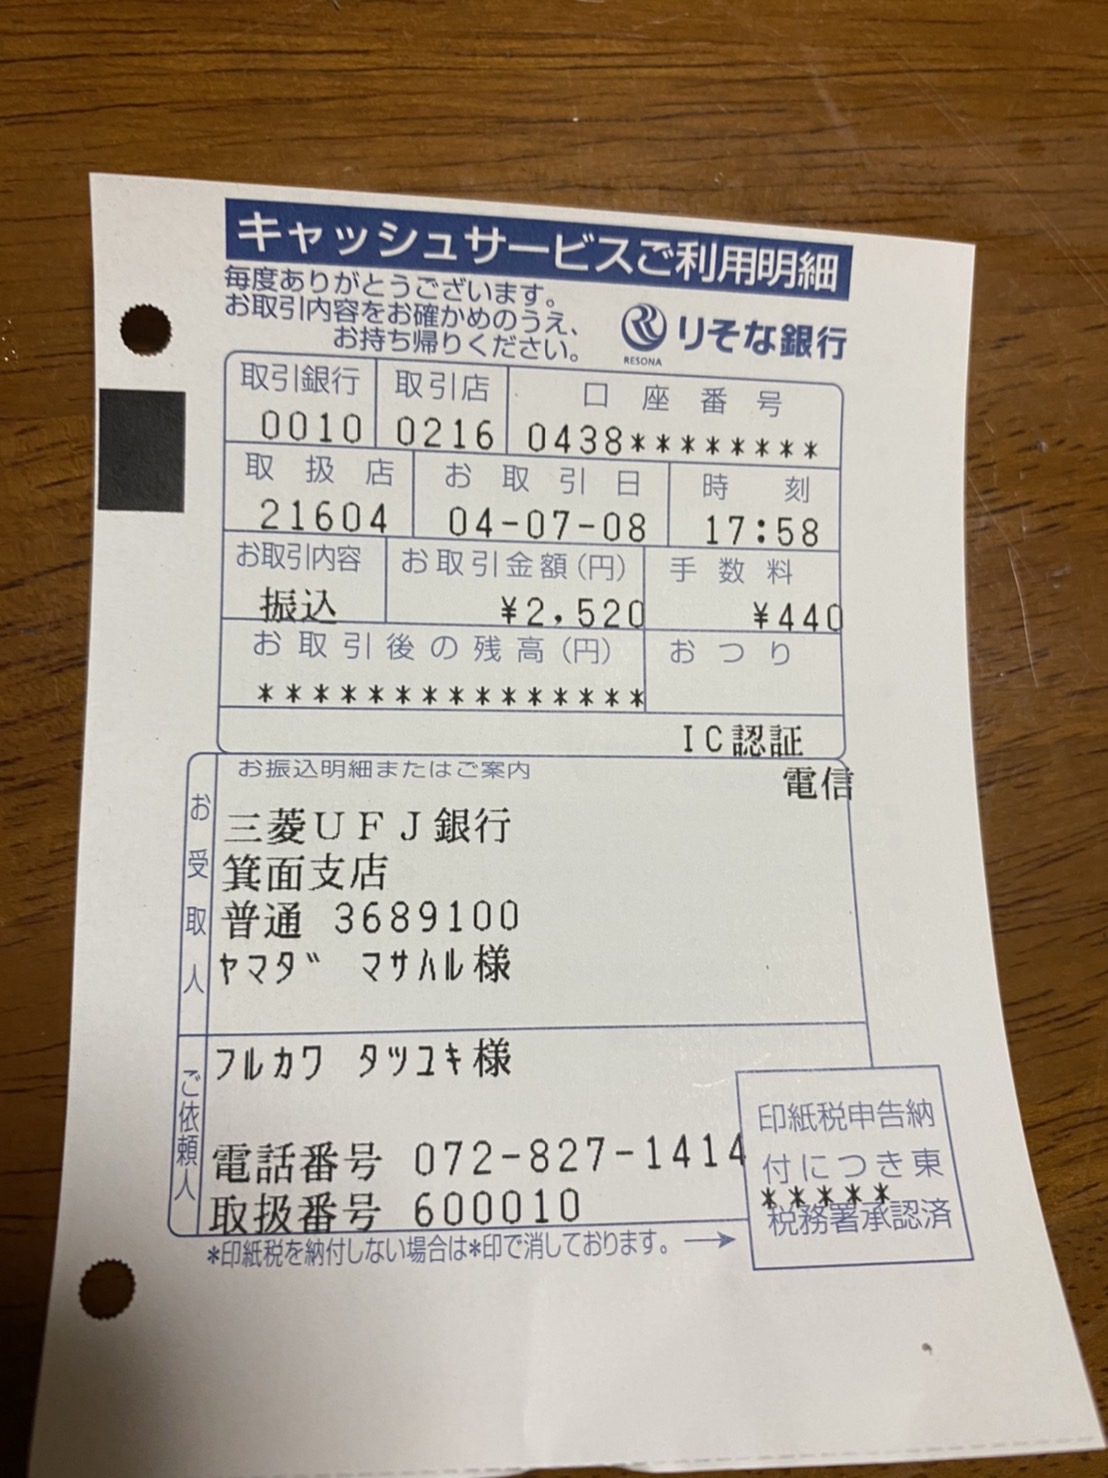 キャッシュサービスご利用明細
毎度ありがとうございます。
お取引内容をお確かめのうえ、
お持ち帰りください。
RESONA りそな銀行
取引銀行 取引店 口座番号
0010 0216 0438********
取扱店 お取引日 時刻
21604 04-07-08 17:58
お取引内容 お取引金額(円) 手数料
振込 ¥2,520 ¥440
お取引後の残高(円) おつり
**************
IC認証
お振込明細またはご案内
電信
お受取人
三菱UFJ銀行
箕面支店
普通 3689100
ﾔﾏﾀﾞ ﾏｻﾊﾙ様
ご依頼人
ﾌﾙｶﾜ ﾀﾂﾕｷ様
電話番号 072-827-1414
取扱番号 600010
印紙税申告納
付につき東
*****
税務署承認済
*印紙税を納付しない場合は*印で消しております。→